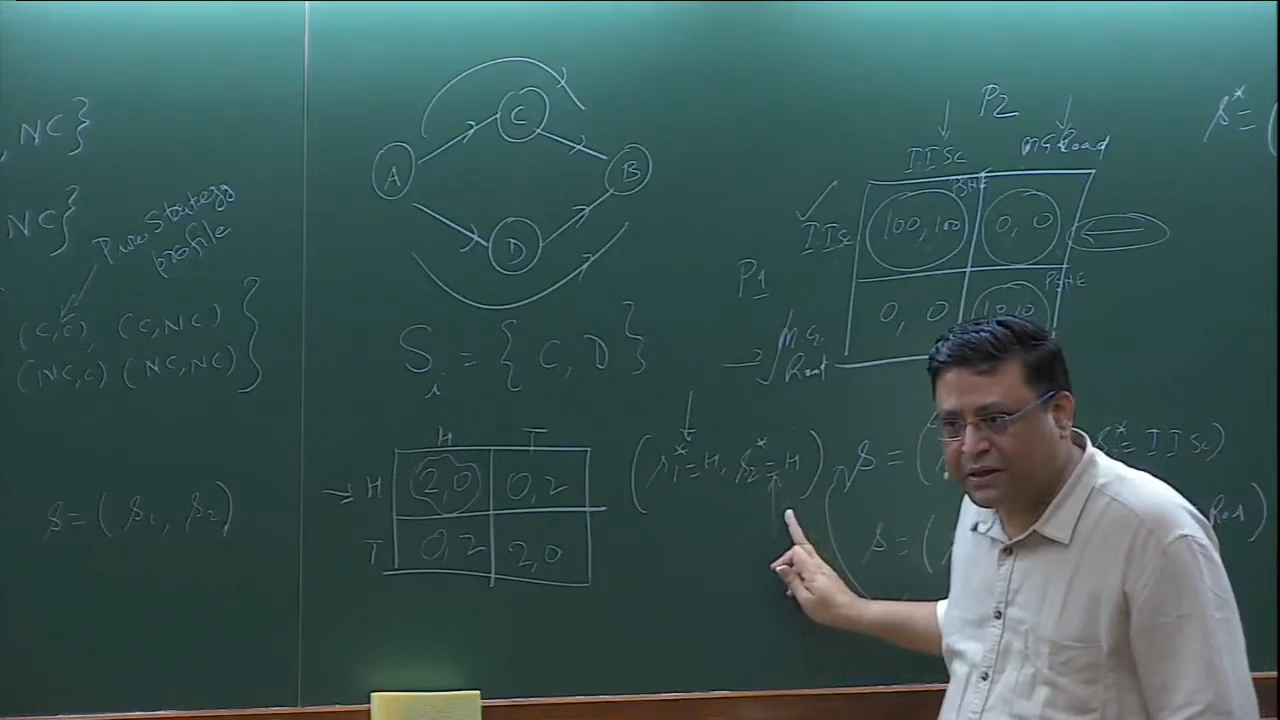 , NC}
NC}
Pure Strategy
profile
(C,C), (C,NC)
(NC,C) (NC,NC)}
s = (s₁, s₂)
A
C
B
D
Sᵢ = {C, D}
H T
H 2,0 0,2
T 0,2 2,0
(s₁* = H, s₂* = H)
P2
IISc M.G. Road
PSNE
IISc 100,100 0,0
P1
PSNE
M.G. Road 0,0 10,10
s* = (
s = (
s₂* = IISc)
s = (